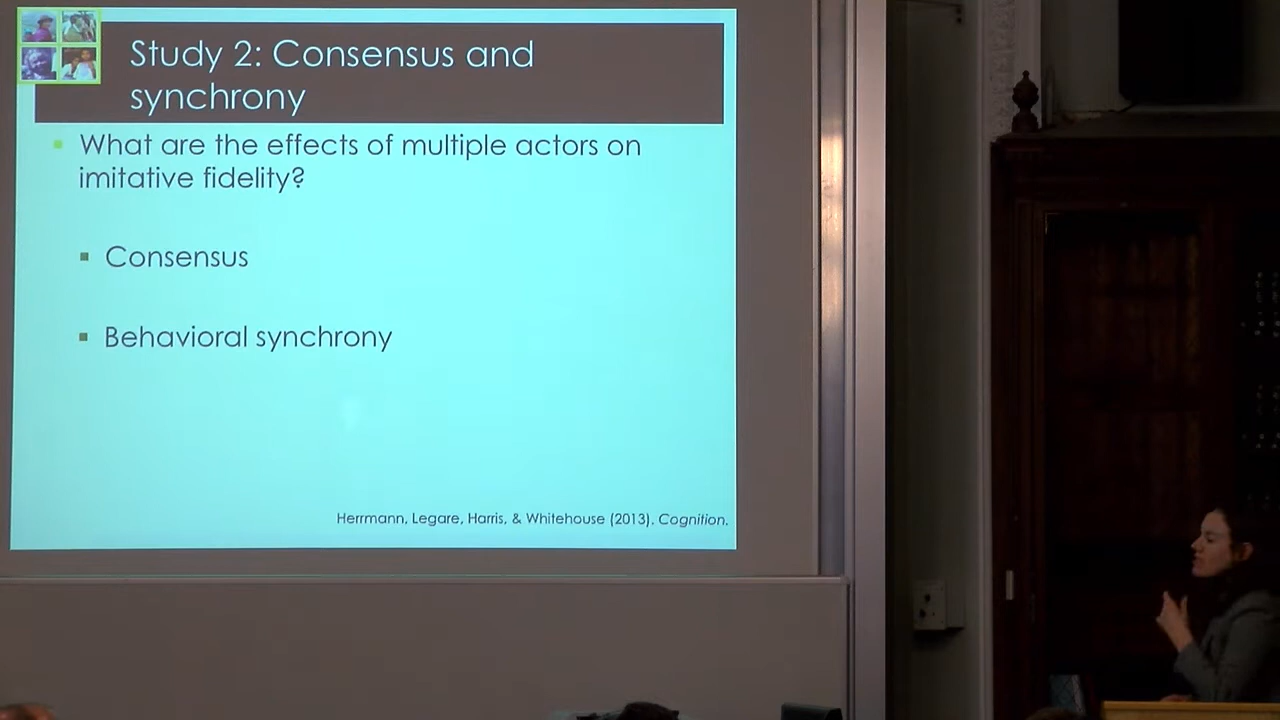 Study 2: Consensus and
synchrony
What are the effects of multiple actors on
imitative fidelity?
Consensus
Behavioral synchrony
Herrmann, Legare, Harris, & Whitehouse (2013). Cognition.